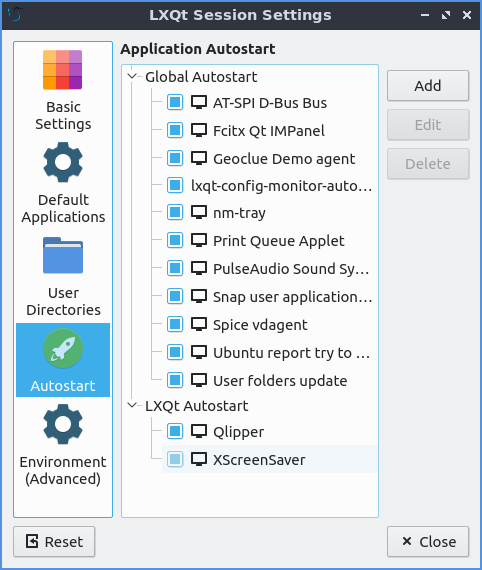 LXQt Session Settings
Basic
Settings
Default
Applications
User
Directories
Autostart
Environment
(Advanced)
Application Autostart
Global Autostart
AT-SPI D-Bus Bus
Fcitx Qt IMPanel
Geoclue Demo agent
lxqt-config-monitor-auto...
nm-tray
Print Queue Applet
PulseAudio Sound Sy...
Snap user application...
Spice vdagent
Ubuntu report try to ...
User folders update
LXQt Autostart
Qlipper
XScreenSaver
Add
Edit
Delete
Reset
Close